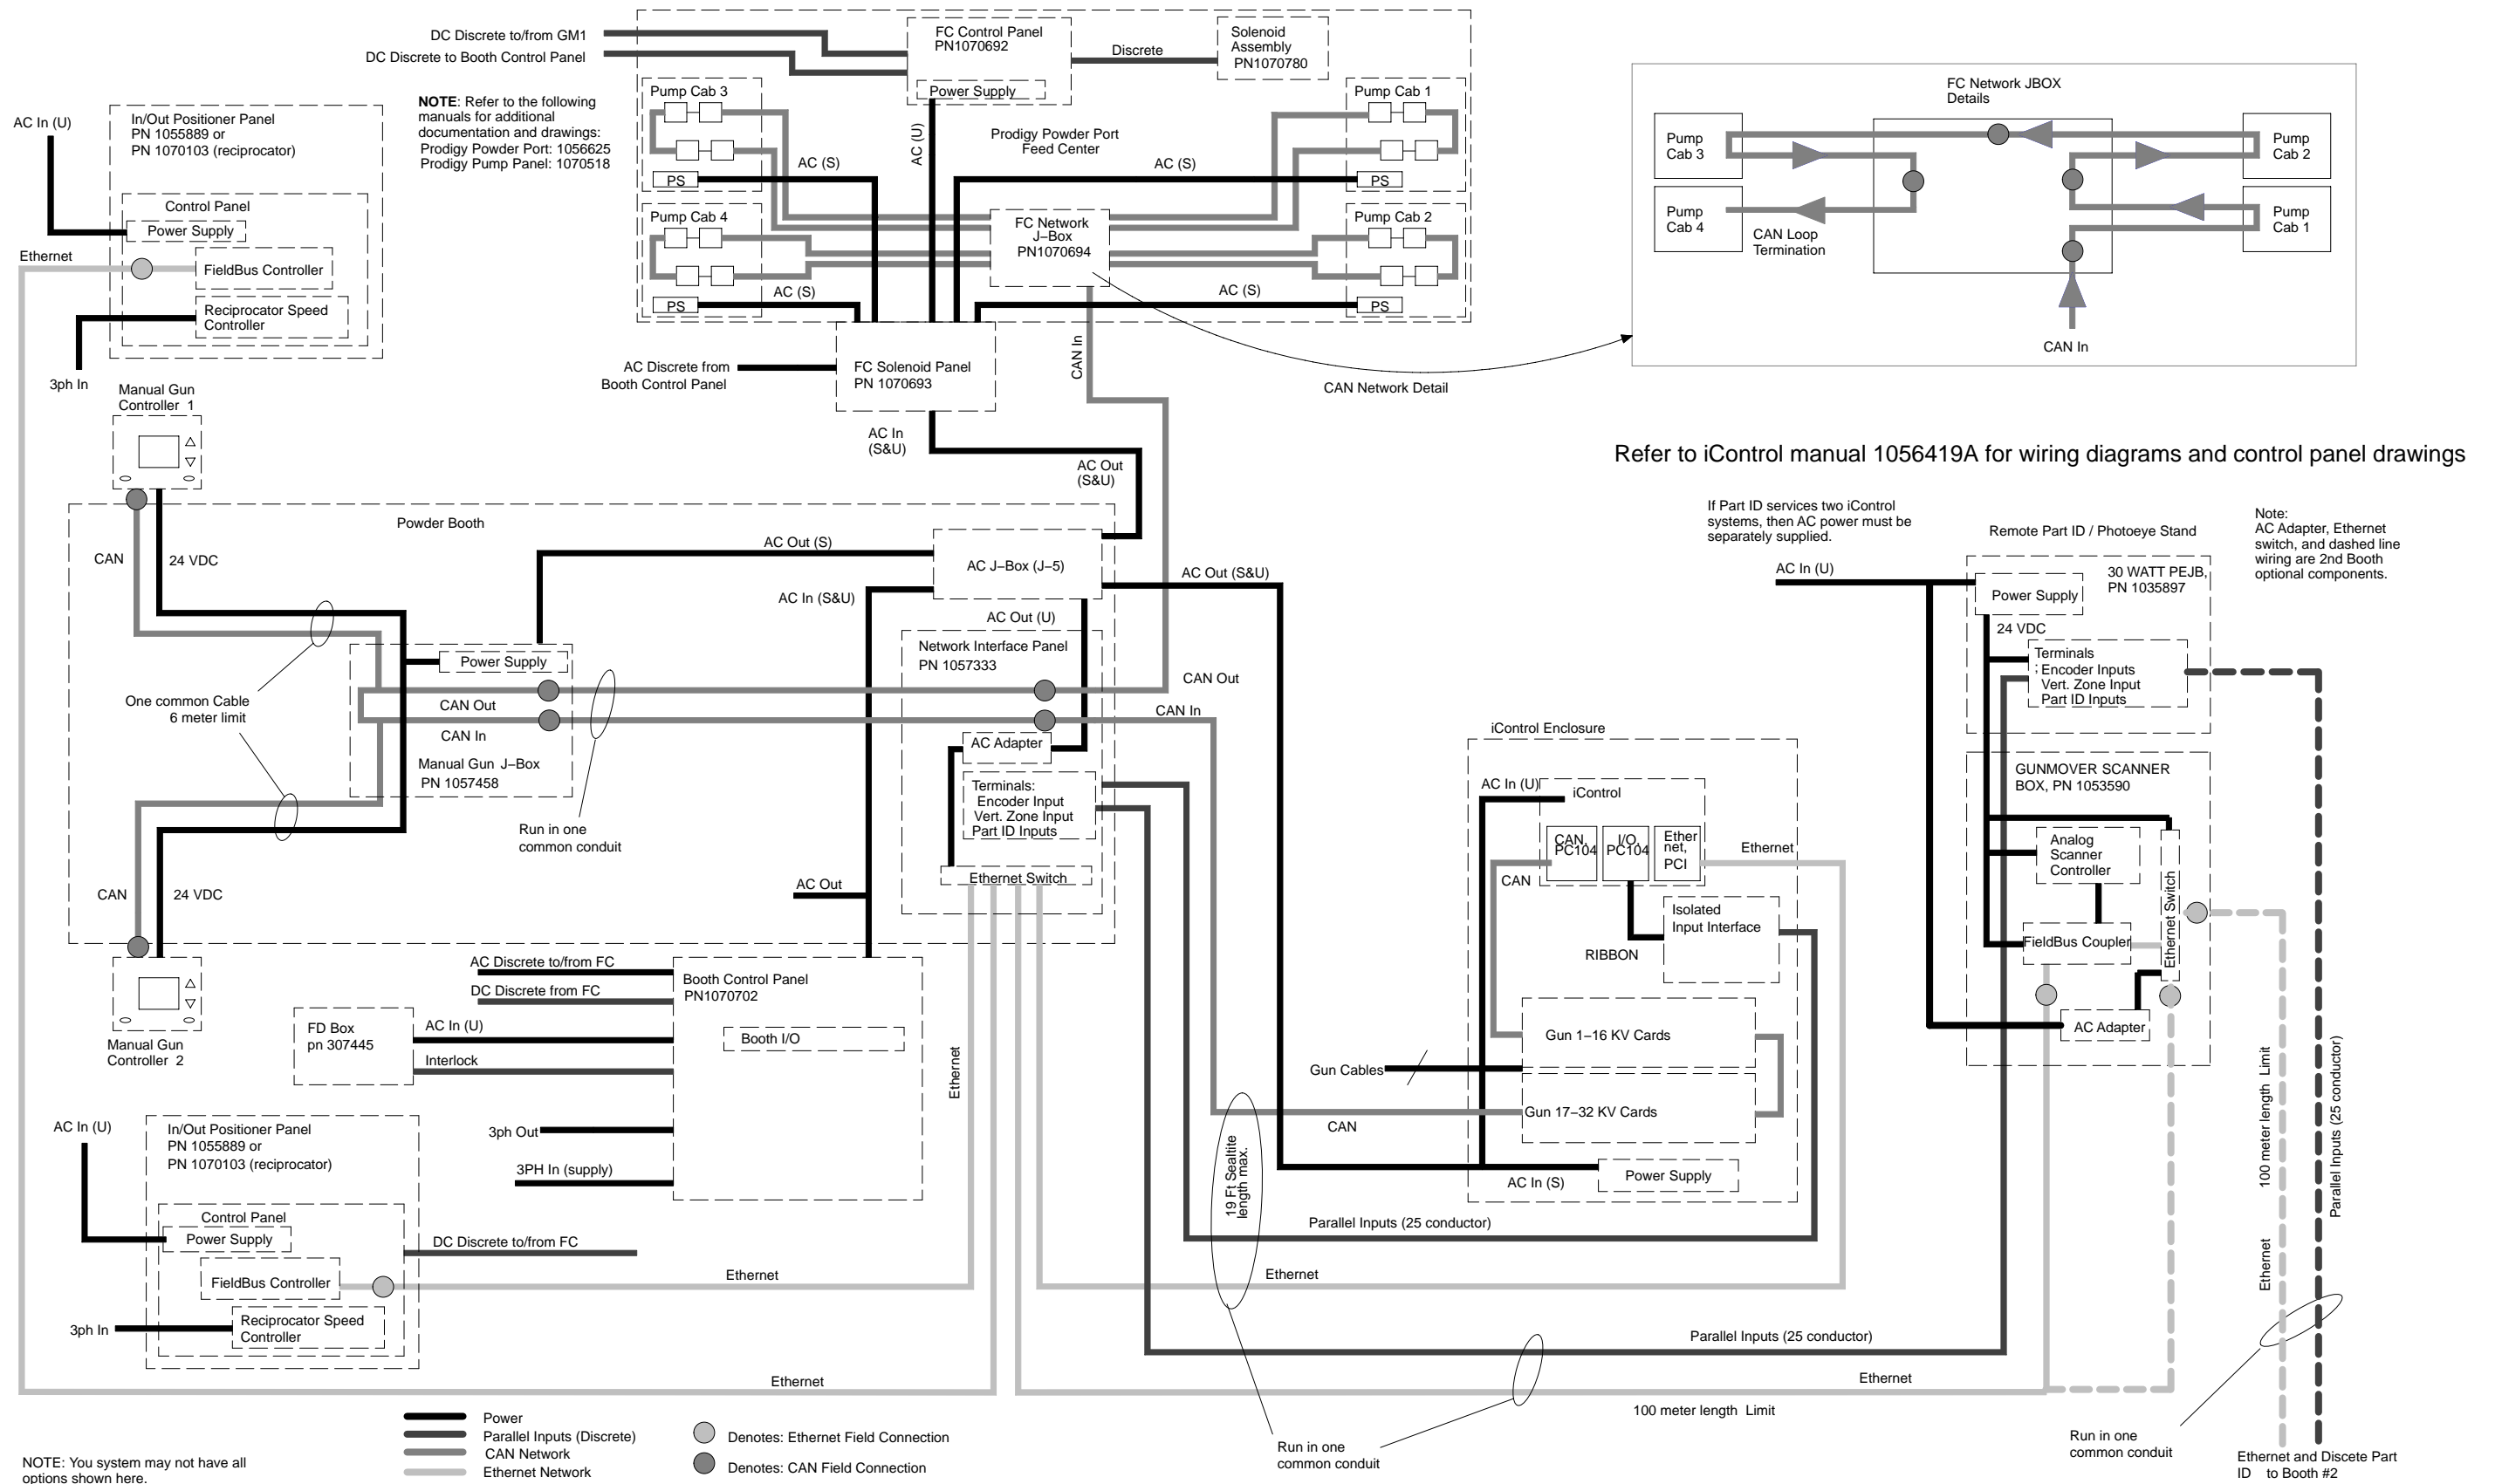 DC Discrete to/from GM1
DC Discrete to Booth Control Panel
FC Control Panel
PN1070692
Power Supply
Discrete
Solenoid
Assembly
PN1070780
NOTE: Refer to the following
manuals for additional
documentation and drawings:
Prodigy Powder Port: 1056625
Prodigy Pump Panel: 1070518
Pump Cab 3
PS
AC (S)
AC (U)
Prodigy Powder Port
Feed Center
AC (S)
Pump Cab 1
PS
Pump Cab 4
PS
AC (S)
FC Network
J–Box
PN1070694
AC (S)
Pump Cab 2
PS
FC Network JBOX
Details
Pump
Cab 3
Pump
Cab 2
Pump
Cab 4
Pump
Cab 1
CAN Loop
Termination
CAN In
CAN Network Detail
AC In (U)
In/Out Positioner Panel
PN 1055889 or
PN 1070103 (reciprocator)
Control Panel
Power Supply
Ethernet
FieldBus Controller
Reciprocator Speed
Controller
3ph In
AC Discrete from
Booth Control Panel
FC Solenoid Panel
PN 1070693
CAN In
AC In
(S&U)
AC Out
(S&U)
Manual Gun
Controller 1
Refer to iControl manual 1056419A for wiring diagrams and control panel drawings
Powder Booth
CAN
24 VDC
AC Out (S)
AC J–Box (J–5)
AC In (S&U)
AC Out (S&U)
AC Out (U)
One common Cable
6 meter limit
Power Supply
CAN Out
CAN In
Manual Gun J–Box
PN 1057458
Run in one
common conduit
Network Interface Panel
PN 1057333
CAN Out
CAN In
AC Adapter
Terminals:
Encoder Input
Vert. Zone Input
Part ID Inputs
Ethernet Switch
AC Out
CAN
24 VDC
Manual Gun
Controller 2
AC Discrete to/from FC
DC Discrete from FC
Booth Control Panel
PN1070702
Booth I/O
FD Box
pn 307445
AC In (U)
Interlock
3ph Out
3PH In (supply)
Ethernet
AC In (U)
In/Out Positioner Panel
PN 1055889 or
PN 1070103 (reciprocator)
Control Panel
Power Supply
DC Discrete to/from FC
FieldBus Controller
Ethernet
Reciprocator Speed
Controller
3ph In
Ethernet
iControl Enclosure
AC In (U)
iControl
CAN,
PC104
I/O,
PC104
Ether
net,
PCI
Ethernet
CAN
Isolated
Input Interface
RIBBON
Gun 1–16 KV Cards
Gun Cables
Gun 17–32 KV Cards
CAN
Power Supply
AC In (S)
19 Ft Sealtite
length max.
Parallel Inputs (25 conductor)
Ethernet
Parallel Inputs (25 conductor)
Ethernet
100 meter length Limit
Run in one
common conduit
If Part ID services two iControl
systems, then AC power must be
separately supplied.
Remote Part ID / Photoeye Stand
Note:
AC Adapter, Ethernet
switch, and dashed line
wiring are 2nd Booth
optional components.
AC In (U)
Power Supply
30 WATT PEJB,
PN 1035897
24 VDC
Terminals
: Encoder Inputs
Vert. Zone Input
Part ID Inputs
GUNMOVER SCANNER
BOX, PN 1053590
Analog
Scanner
Controller
Ethernet Switch
FieldBus Coupler
AC Adapter
100 meter length Limit
Ethernet
Parallel Inputs (25 conductor)
Run in one
common conduit
Ethernet and Discete Part
ID to Booth #2
Power
Parallel Inputs (Discrete)
CAN Network
Ethernet Network
Denotes: Ethernet Field Connection
Denotes: CAN Field Connection
NOTE: You system may not have all
options shown here.